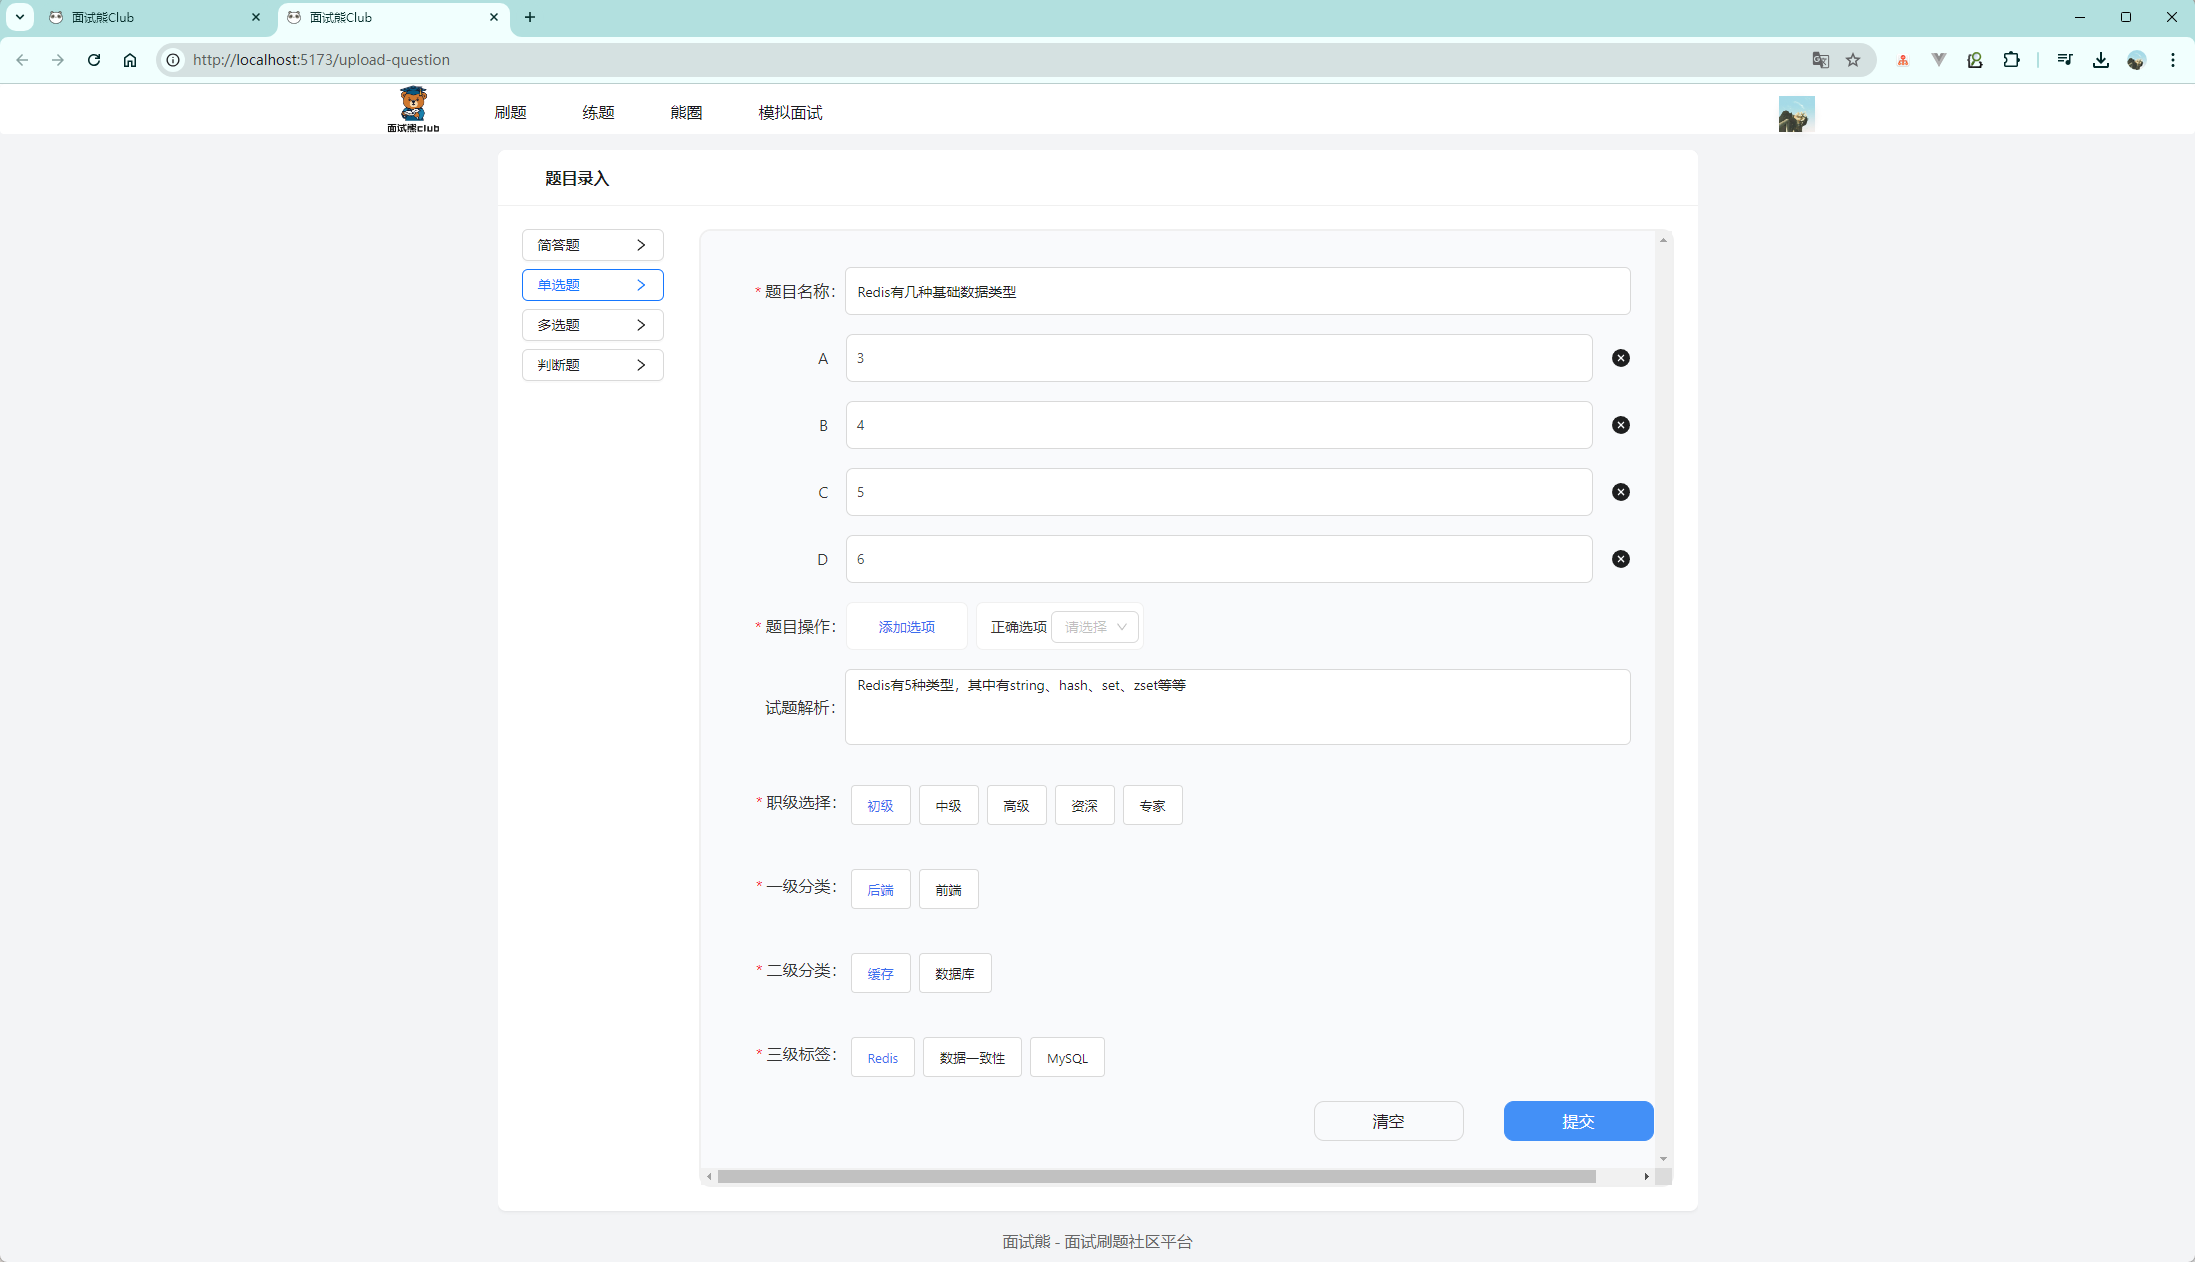 面试熊Club
面试熊Club
http://localhost:5173/upload-question
面试熊Club
刷题
练题
熊圈
模拟面试
题目录入
简答题
单选题
多选题
判断题
* 题目名称： Redis有几种基础数据类型
A 3
B 4
C 5
D 6
* 题目操作： 添加选项 正确选项 请选择
试题解析： Redis有5种类型，其中有string、hash、set、zset等等
* 职级选择： 初级 中级 高级 资深 专家
* 一级分类： 后端 前端
* 二级分类： 缓存 数据库
* 三级标签： Redis 数据一致性 MySQL
清空 提交
面试熊 - 面试刷题社区平台